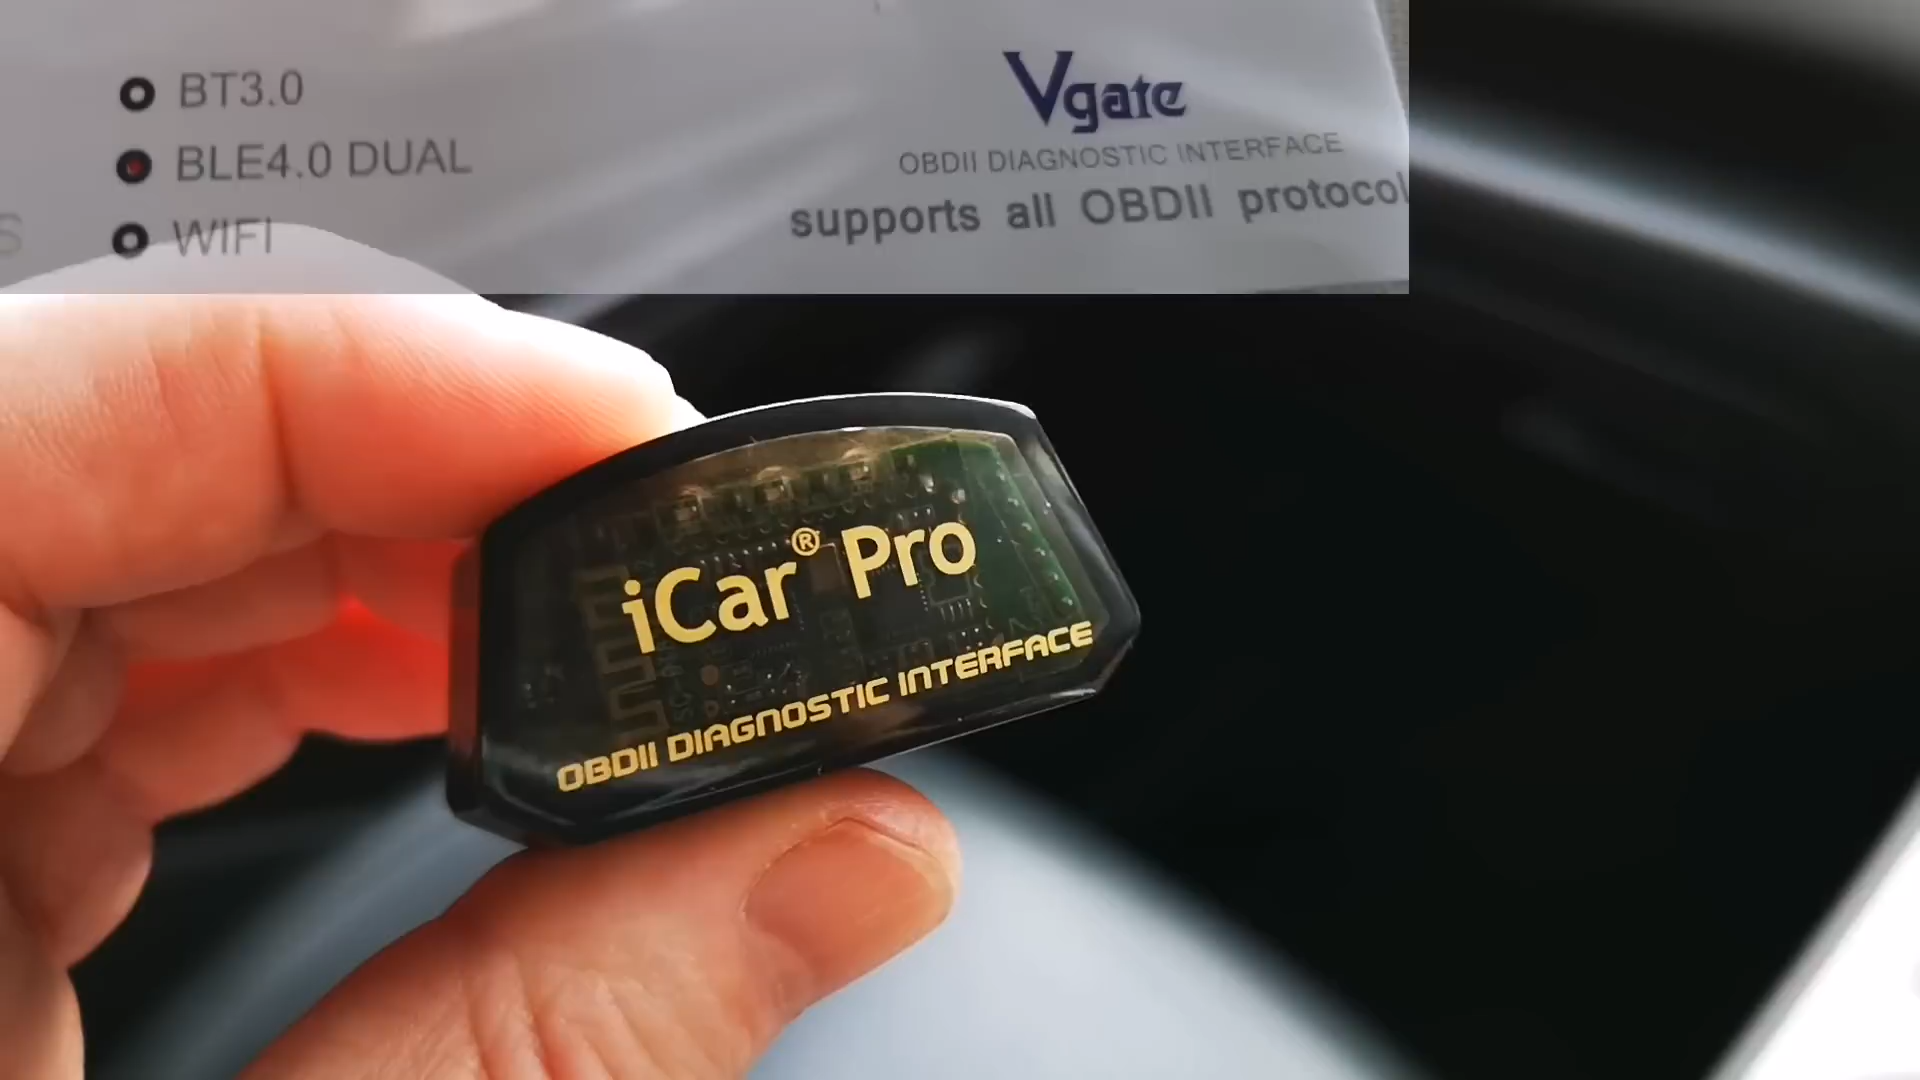 BT3.0
BLE4.0 DUAL
WIFI
Vgate
OBDII DIAGNOSTIC INTERFACE
supports all OBDII protocol
iCar® Pro
OBDII DIAGNOSTIC INTERFACE